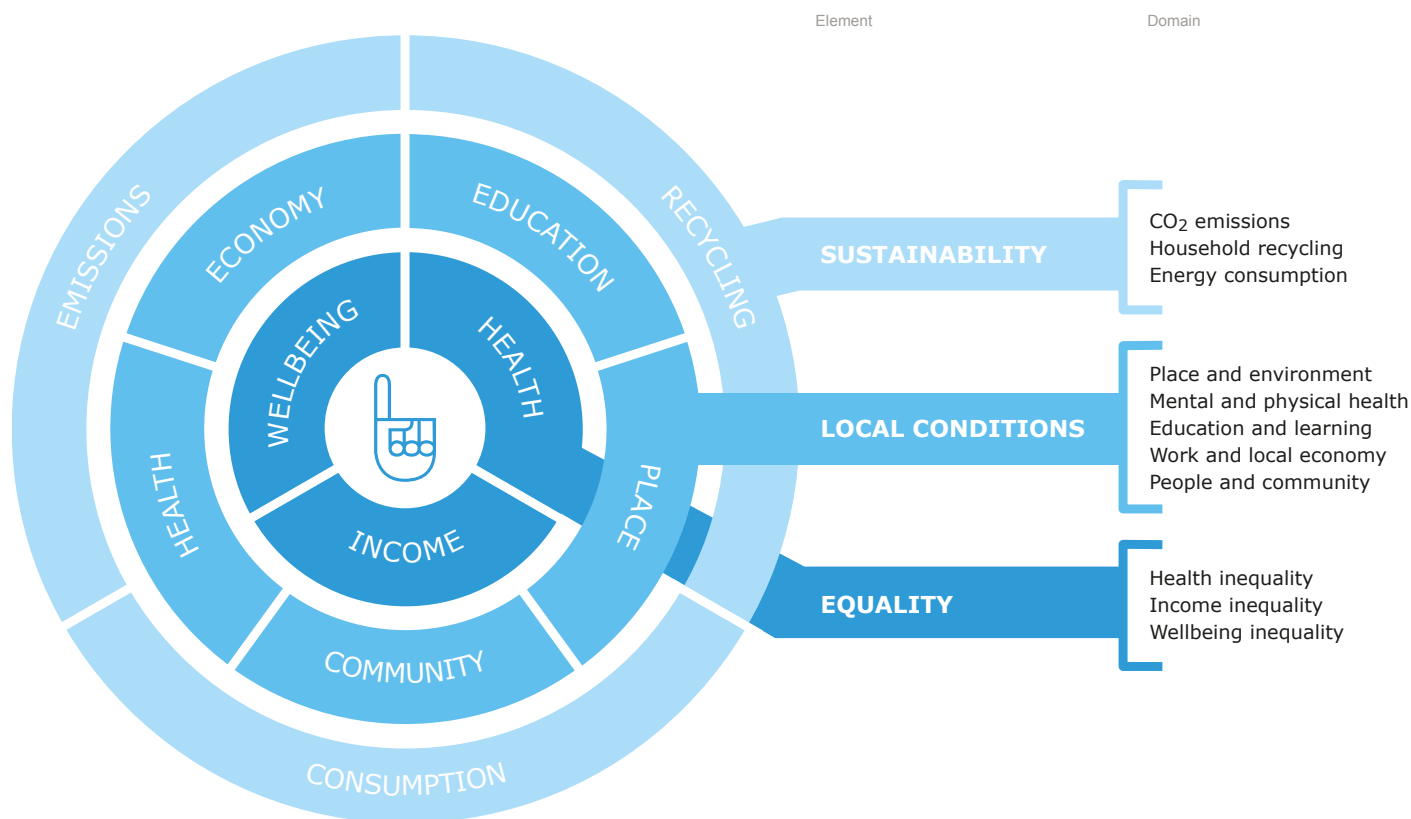 Element
Domain
EMISSIONS
RECYCLING
CONSUMPTION
ECONOMY
EDUCATION
HEALTH
PLACE
COMMUNITY
WELLBEING
HEALTH
INCOME
SUSTAINABILITY
CO₂ emissions
Household recycling
Energy consumption
LOCAL CONDITIONS
Place and environment
Mental and physical health
Education and learning
Work and local economy
People and community
EQUALITY
Health inequality
Income inequality
Wellbeing inequality